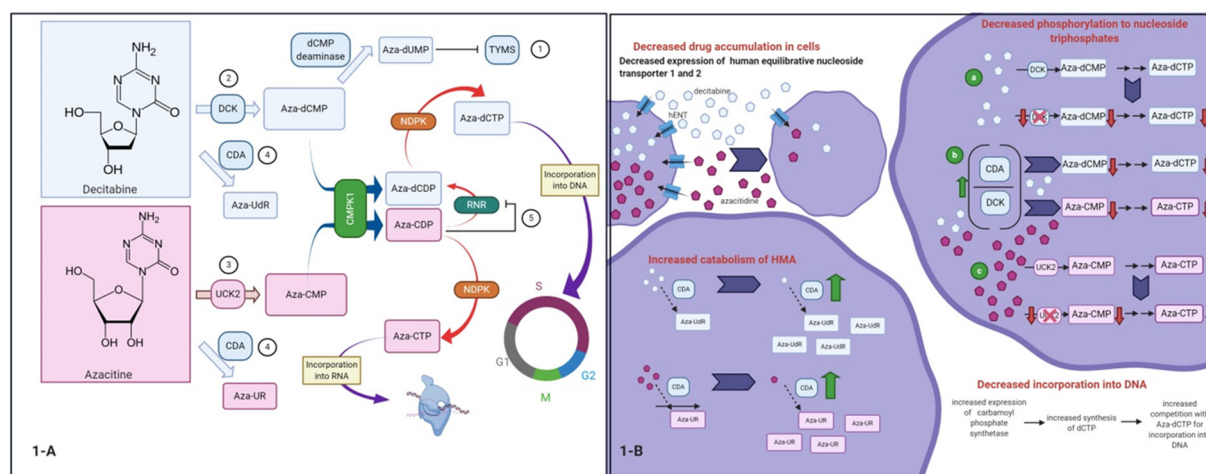 NH₂
N
N
N
O
HO
O
OH
Decitabine
NH₂
N
N
N
O
HO
O
OH OH
Azacitine
dCMP
deaminase
Aza-dUMP
TYMS
1
2
DCK
Aza-dCMP
NDPK
Aza-dCTP
CDA
4
Aza-UdR
Incorporation
into DNA
CMPK1
Aza-dCDP
RNR
Aza-CDP
5
3
UCK2
Aza-CMP
NDPK
CDA
4
Aza-UR
Aza-CTP
Incorporation
into RNA
S
G1
G2
M
1-A
Decreased drug accumulation in cells
Decreased expression of human equilibrative nucleoside
transporter 1 and 2
decitabine
hENT
azacitidine
Increased catabolism of HMA
CDA
CDA
Aza-UdR
Aza-UdR
Aza-UdR
Aza-UdR
Aza-UdR
CDA
CDA
Aza-UR
Aza-UR
Aza-UR
Aza-UR
Aza-UR
1-B
Decreased phosphorylation to nucleoside
triphosphates
a
DCK
Aza-dCMP
Aza-dCTP
Aza-dCMP
Aza-dCTP
b
CDA
DCK
Aza-dCMP
Aza-dCTP
Aza-CMP
Aza-CTP
c
UCK2
Aza-CMP
Aza-CTP
Aza-CMP
Aza-CTP
Decreased incorporation into DNA
increased expression
of carbamoyl
phosphate
synthetase
increased synthesis
of dCTP
increased
competition with
Aza-dCTP for
incorporation into
DNA